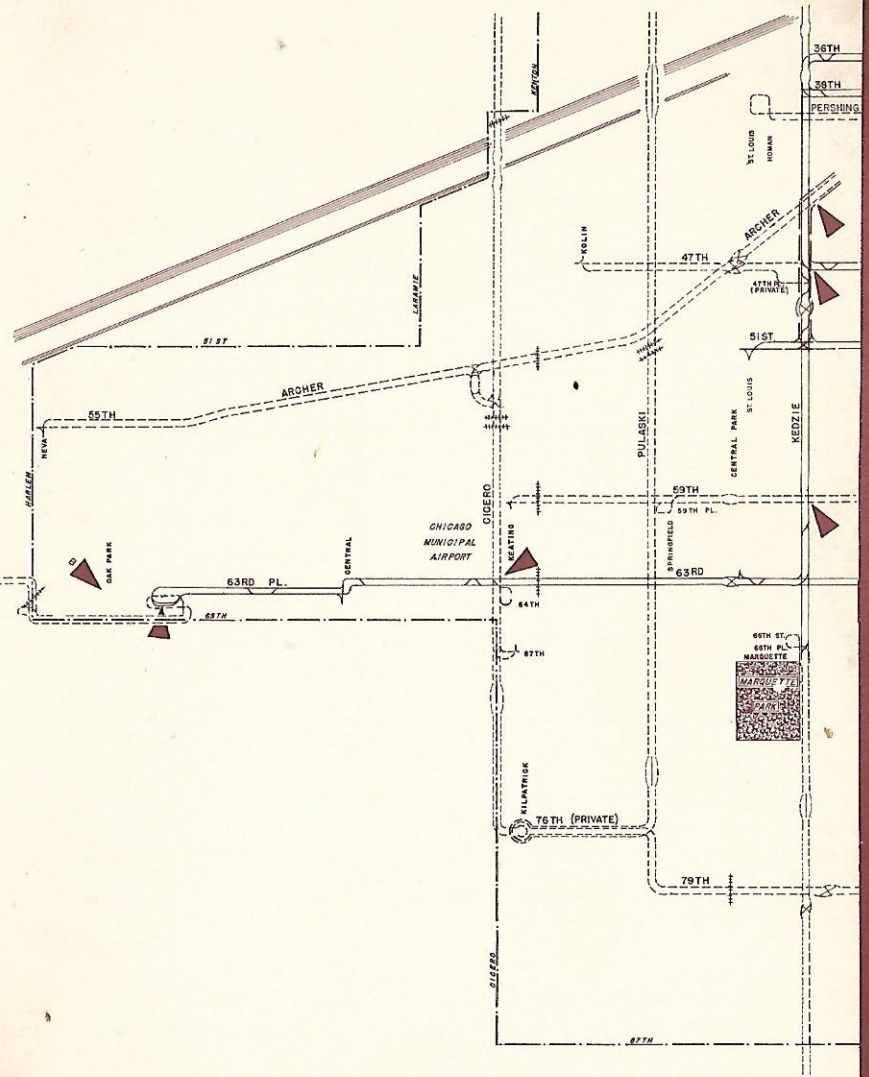 36TH
38TH
PERSHING
KENTON
ST. LOUIS
HOMAN
ARCHER
KOLIN
47TH
47TH P.
(PRIVATE)
LARAMIE
51 ST
51ST
ARCHER
55TH
NEVA
HARLEM
CICERO
PULASKI
CENTRAL PARK
ST. LOUIS
KEDZIE
59TH
59TH PL.
CHICAGO
MUNICIPAL
AIRPORT
KEATING
SPRINGFIELD
OAK PARK
CENTRAL
63RD PL.
63RD
64TH
65TH
67TH
66TH ST.
66TH PL.
MARQUETTE
MARQUETTE
PARK
KILPATRICK
76TH (PRIVATE)
79TH
CICERO
87TH